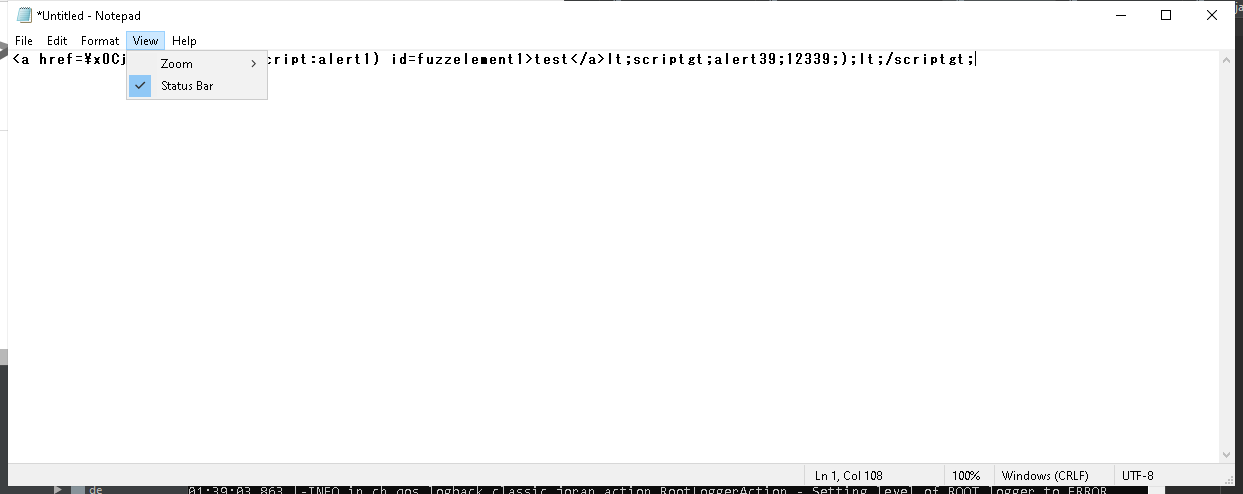 *Untitled - Notepad
File Edit Format View Help
<a href=¥x0Cj cript:alert1) id=fuzzelement1>test</a>lt;scriptgt;alert39;12339;);lt;/scriptgt;
Zoom
Status Bar
Ln 1, Col 108 100% Windows (CRLF) UTF-8
de 01:39:03,863 |-INFO in ch.qos.logback.classic.joran.action.RootLoggerAction - Setting level of ROOT logger to ERROR